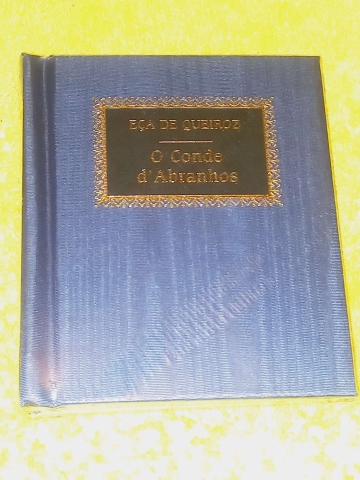 EÇA DE QUEIROZ
O Conde
d'Abranhos